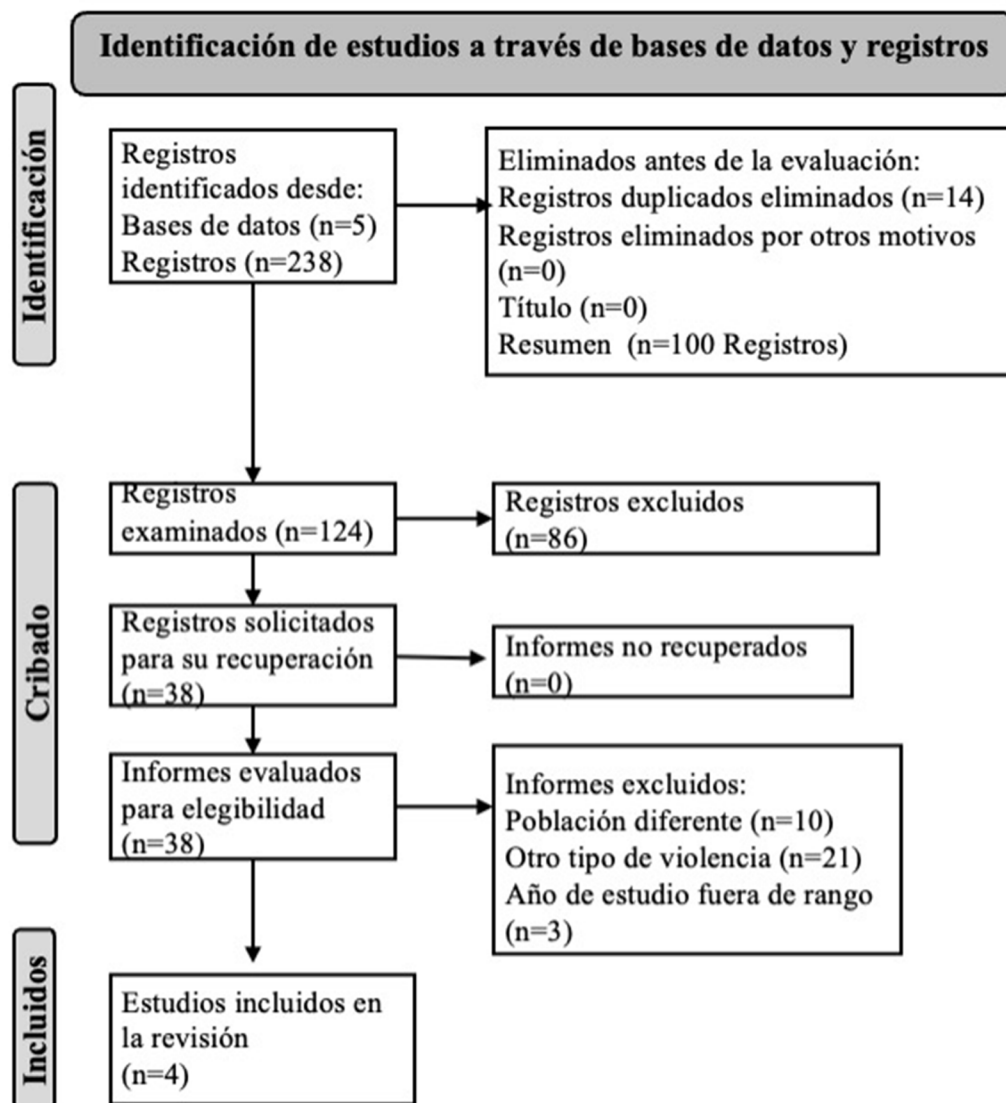 Identificación de estudios a través de bases de datos y registros
Identificación
Registros
identificados desde:
Bases de datos (n=5)
Registros (n=238)
Eliminados antes de la evaluación:
Registros duplicados eliminados (n=14)
Registros eliminados por otros motivos
(n=0)
Título (n=0)
Resumen (n=100 Registros)
Cribado
Registros
examinados (n=124)
Registros excluidos
(n=86)
Registros solicitados
para su recuperación
(n=38)
Informes no recuperados
(n=0)
Informes evaluados
para elegibilidad
(n=38)
Informes excluidos:
Población diferente (n=10)
Otro tipo de violencia (n=21)
Año de estudio fuera de rango
(n=3)
Incluidos
Estudios incluidos en
la revisión
(n=4)